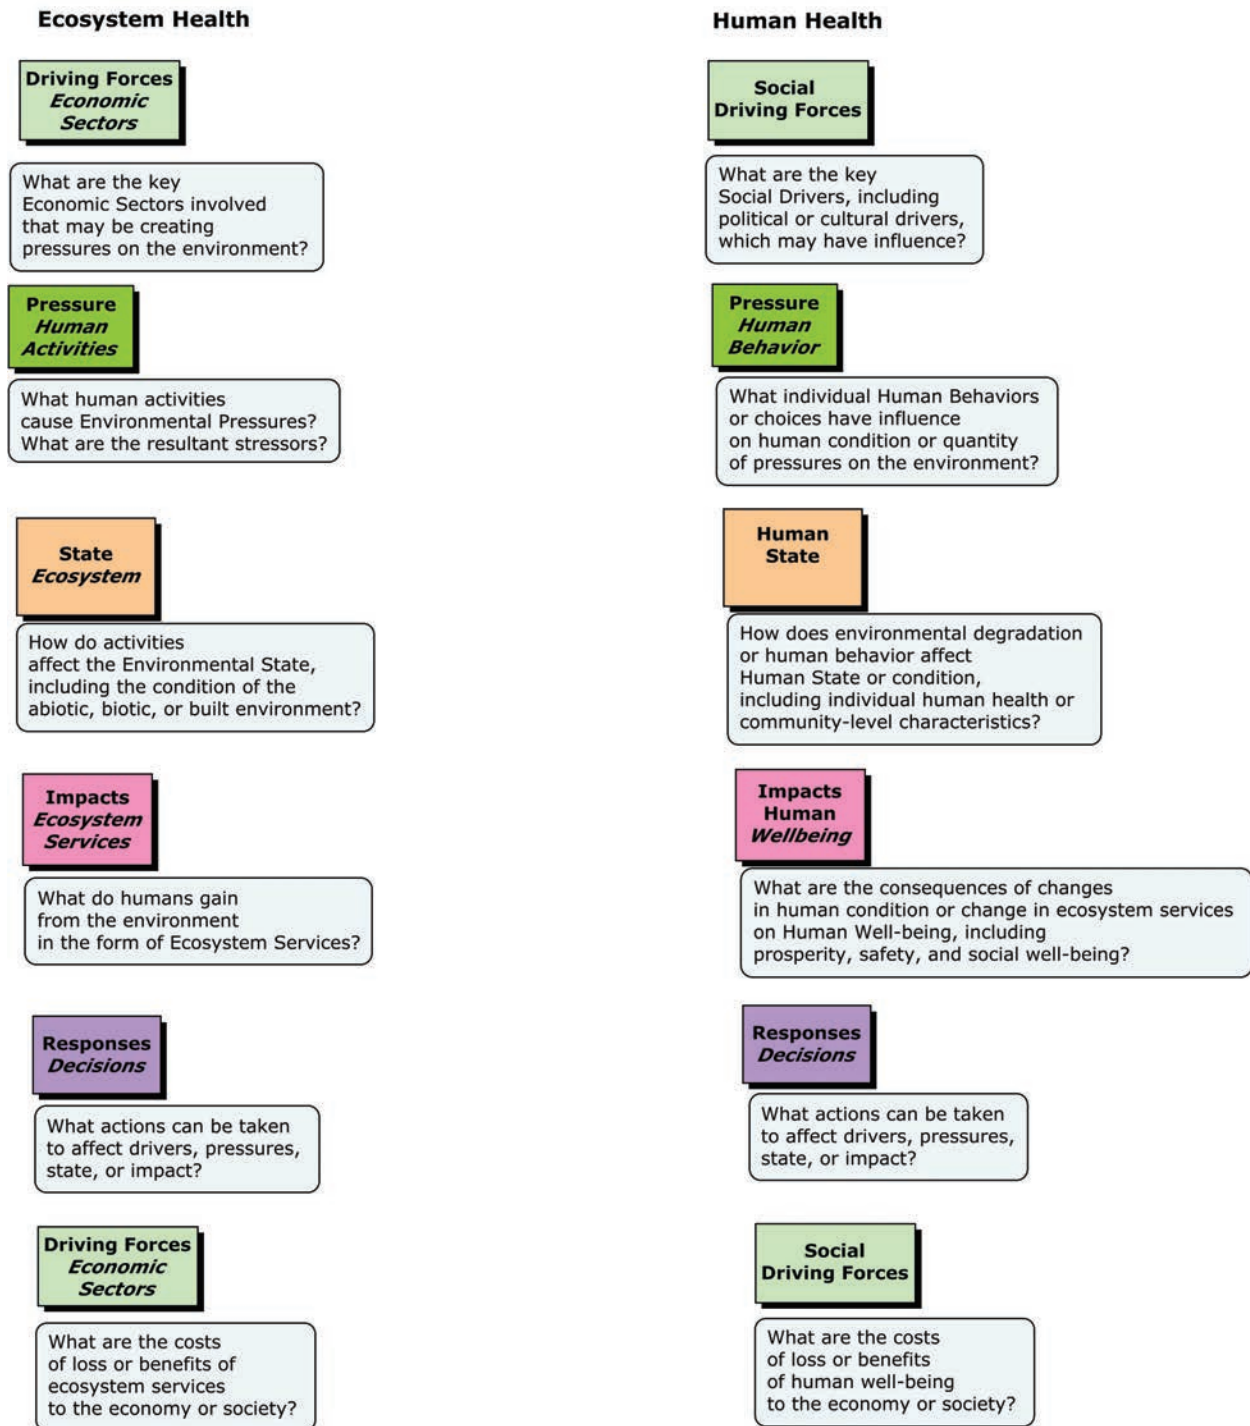 Ecosystem Health
Driving Forces
Economic
Sectors
What are the key
Economic Sectors involved
that may be creating
pressures on the environment?
Pressure
Human
Activities
What human activities
cause Environmental Pressures?
What are the resultant stressors?
State
Ecosystem
How do activities
affect the Environmental State,
including the condition of the
abiotic, biotic, or built environment?
Impacts
Ecosystem
Services
What do humans gain
from the environment
in the form of Ecosystem Services?
Responses
Decisions
What actions can be taken
to affect drivers, pressures,
state, or impact?
Driving Forces
Economic
Sectors
What are the costs
of loss or benefits of
ecosystem services
to the economy or society?
Human Health
Social
Driving Forces
What are the key
Social Drivers, including
political or cultural drivers,
which may have influence?
Pressure
Human
Behavior
What individual Human Behaviors
or choices have influence
on human condition or quantity
of pressures on the environment?
Human
State
How does environmental degradation
or human behavior affect
Human State or condition,
including individual human health or
community-level characteristics?
Impacts
Human
Wellbeing
What are the consequences of changes
in human condition or change in ecosystem services
on Human Well-being, including
prosperity, safety, and social well-being?
Responses
Decisions
What actions can be taken
to affect drivers, pressures,
state, or impact?
Social
Driving Forces
What are the costs
of loss or benefits
of human well-being
to the economy or society?